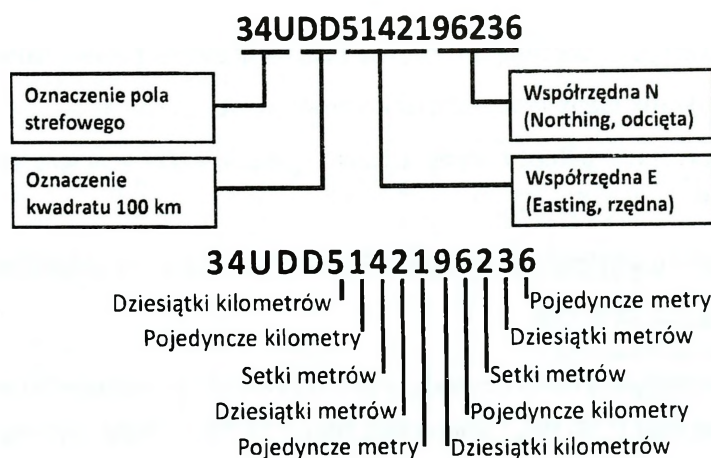 34UDD5142196236
Oznaczenie pola
strefowego
Współrzędna N
(Northing, odcięta)
Oznaczenie
kwadratu 100 km
Współrzędna E
(Easting, rzędna)
34UDD5142196236
Dziesiątki kilometrów
Pojedyncze metry
Pojedyncze kilometry
Dziesiątki metrów
Setki metrów
Setki metrów
Dziesiątki metrów
Pojedyncze kilometry
Pojedyncze metry
Dziesiątki kilometrów